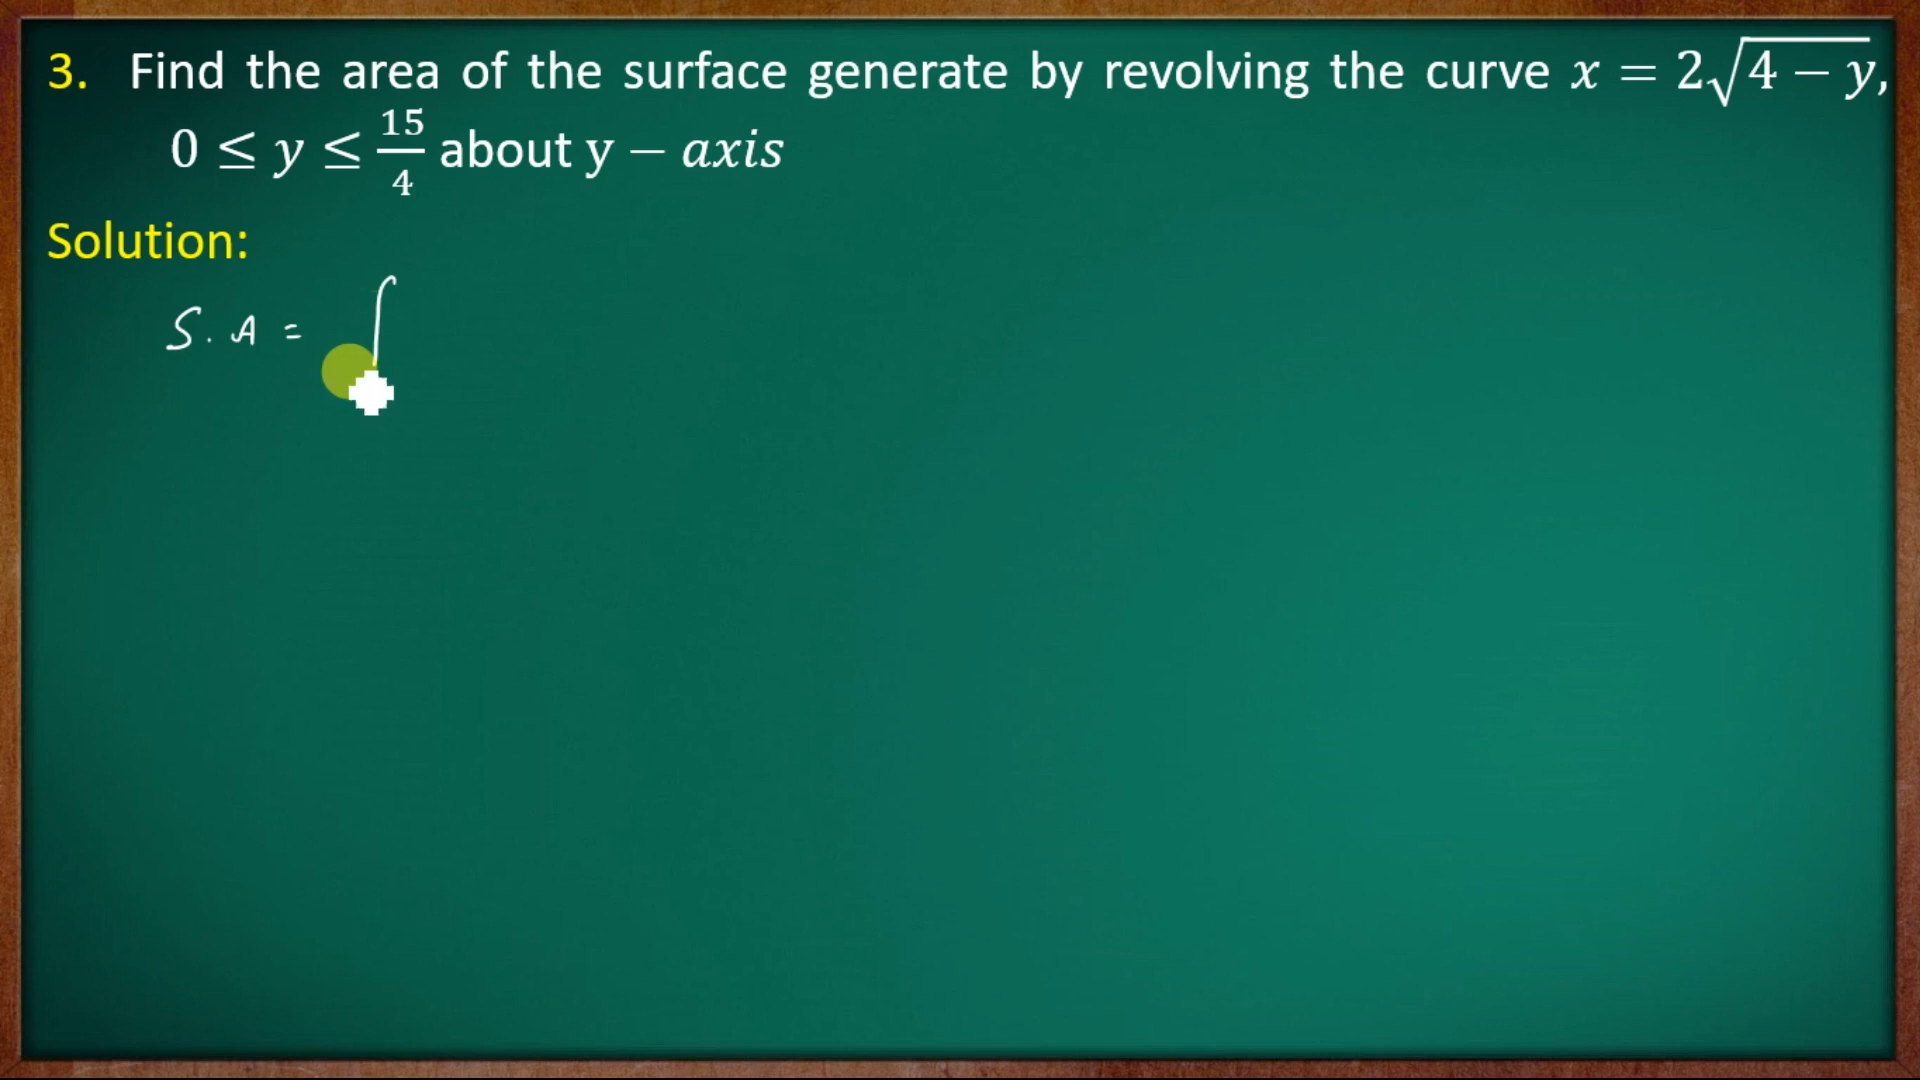 3. Find the area of the surface generate by revolving the curve x = 2√(4 − y),
0 ≤ y ≤ 15/4 about y − axis
Solution:
S. A = ∫